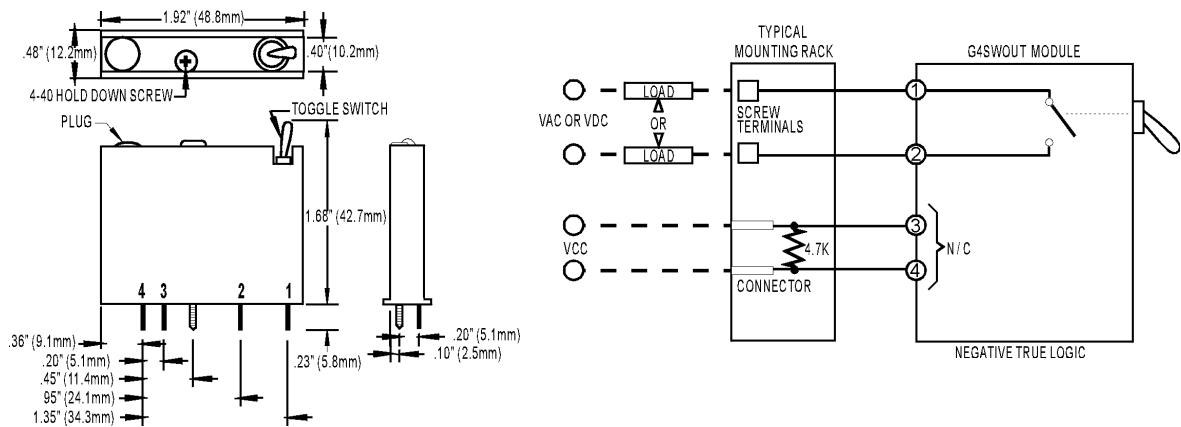 1.92" (48.8mm)
.48" (12.2mm)
.40"(10.2mm)
4-40 HOLD DOWN SCREW
TOGGLE SWITCH
PLUG
1.68" (42.7mm)
4 3 2 1
.36" (9.1mm)
.20" (5.1mm)
.45" (11.4mm)
95" (24.1mm)
1.35" (34.3mm)
.23" (5.8mm)
.20" (5.1mm)
.10" (2.5mm)
TYPICAL
MOUNTING RACK
G4SWOUT MODULE
LOAD
1
VAC OR VDC
OR
SCREW
TERMINALS
LOAD
2
3
VCC
4.7K
N / C
4
CONNECTOR
NEGATIVE TRUE LOGIC